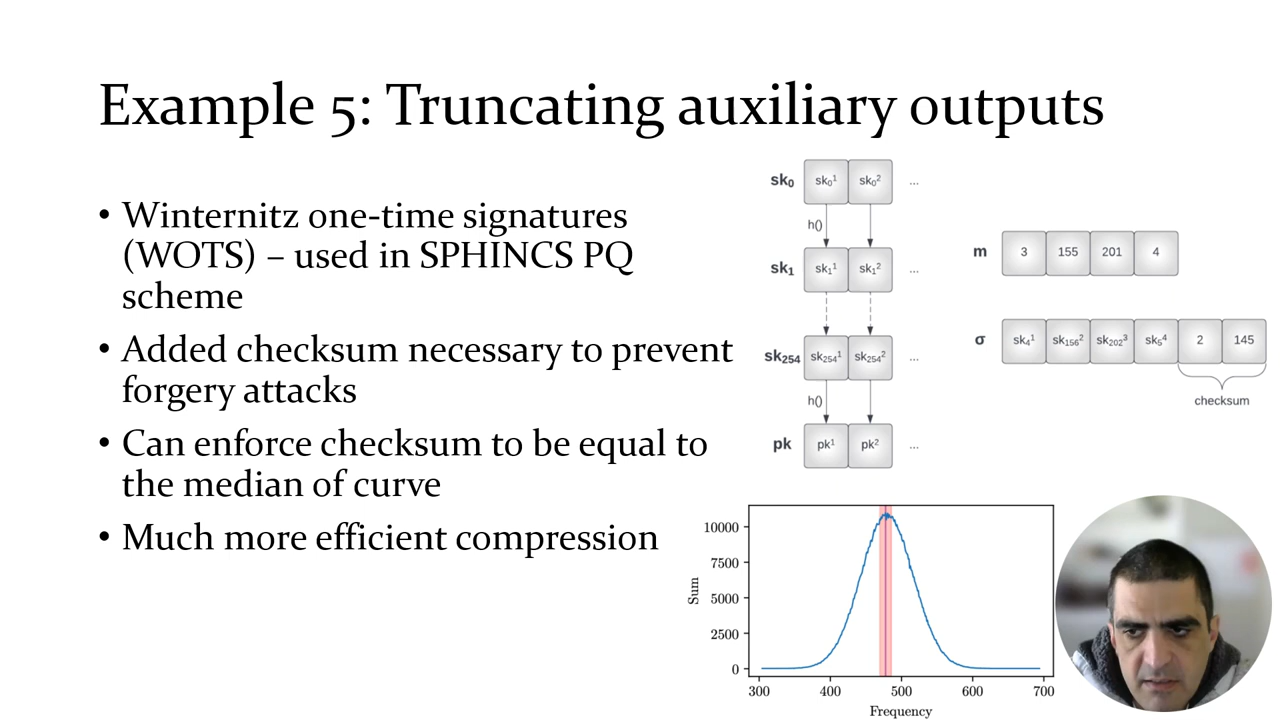 Example 5: Truncating auxiliary outputs
• Winternitz one-time signatures
(WOTS) – used in SPHINCS PQ
scheme
• Added checksum necessary to prevent
forgery attacks
• Can enforce checksum to be equal to
the median of curve
• Much more efficient compression
sk₀ sk₀¹ sk₀² ...
h()
sk₁ sk₁¹ sk₁² ...
sk₂₅₄ sk₂₅₄¹ sk₂₅₄² ...
h()
pk pk¹ pk² ...
m 3 155 201 4
σ sk₄¹ sk₁₅₆² sk₂₀₂³ sk₅⁴ 2 145
checksum
Sum
10000
7500
5000
2500
0
300 400 500 600 700
Frequency